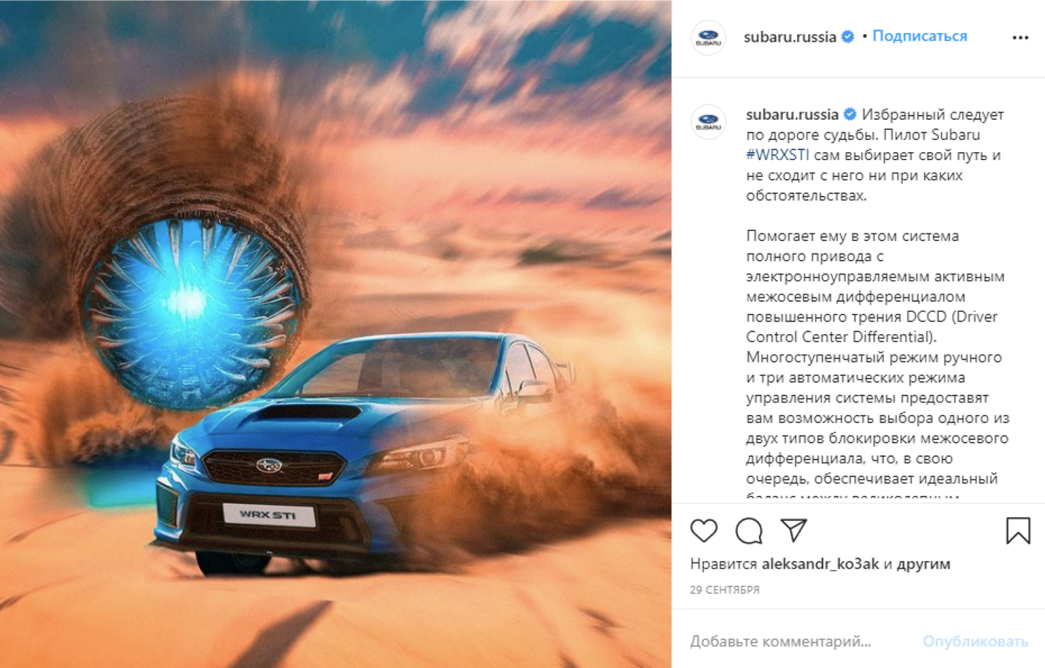 subaru.russia • Подписаться
SUBARU
subaru.russia Избранный следует
SUBARU
по дороге судьбы. Пилот Subaru
#WRXSTI сам выбирает свой путь и
не сходит с него ни при каких
обстоятельствах.
Помогает ему в этом система
полного привода с
электронноуправляемым активным
межосевым дифференциалом
повышенного трения DCCD (Driver
Control Center Differential).
Многоступенчатый режим ручного
и три автоматических режима
управления системы предоставят
вам возможность выбора одного из
двух типов блокировки межосевого
дифференциала, что, в свою
очередь, обеспечивает идеальный
WRX STI
Нравится aleksandr_ko3ak и другим
29 СЕНТЯБРЯ
Добавьте комментарий...
Опубликовать